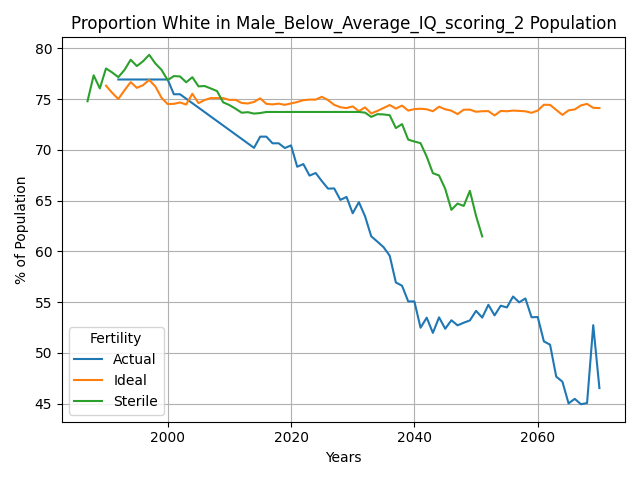 Proportion White in Male_Below_Average_IQ_scoring_2 Population
80
75
70
65
60
55
50
45
% of Population
Fertility
Actual
Ideal
Sterile
2000 2020 2040 2060
Years